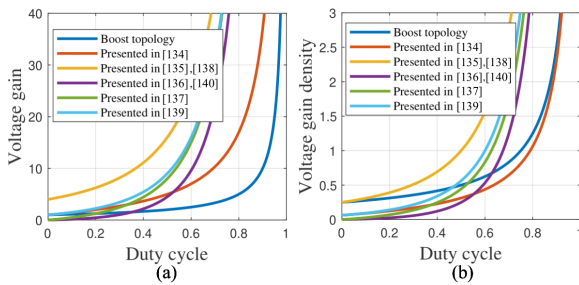 40
30
20
10
0
Voltage gain
Boost topology
Presented in [134]
Presented in [135],[138]
Presented in [136],[140]
Presented in [137]
Presented in [139]
0 0.2 0.4 0.6 0.8 1
Duty cycle
(a)
3
2.5
2
1.5
1
0.5
0
Voltage gain density
Boost topology
Presented in [134]
Presented in [135],[138]
Presented in [136],[140]
Presented in [137]
Presented in [139]
0 0.2 0.4 0.6 0.8 1
Duty cycle
(b)